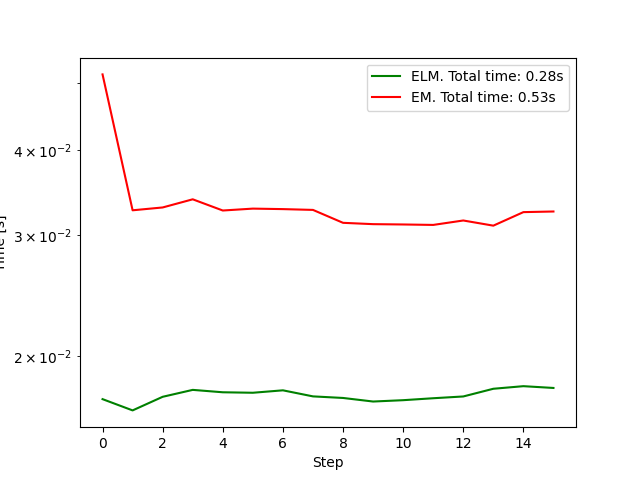 ELM. Total time: 0.28s
EM. Total time: 0.53s
4 × 10⁻²
3 × 10⁻²
2 × 10⁻²
[s]
0 2 4 6 8 10 12 14
Step